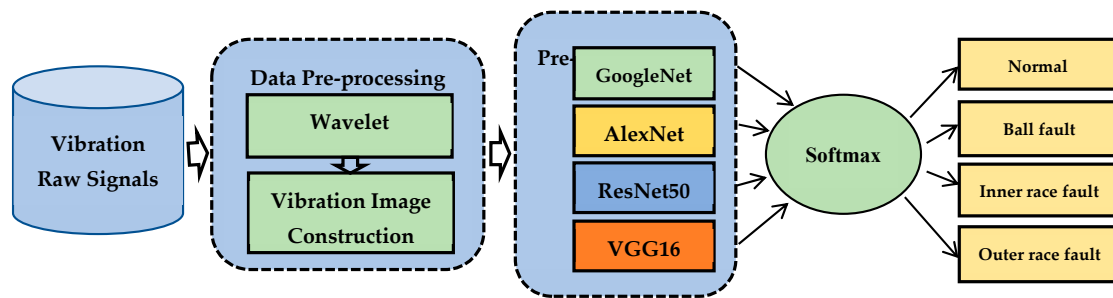 Vibration
Raw Signals
Data Pre-processing
Wavelet
Vibration Image
Construction
Pre-
GoogleNet
AlexNet
ResNet50
VGG16
Softmax
Normal
Ball fault
Inner race fault
Outer race fault